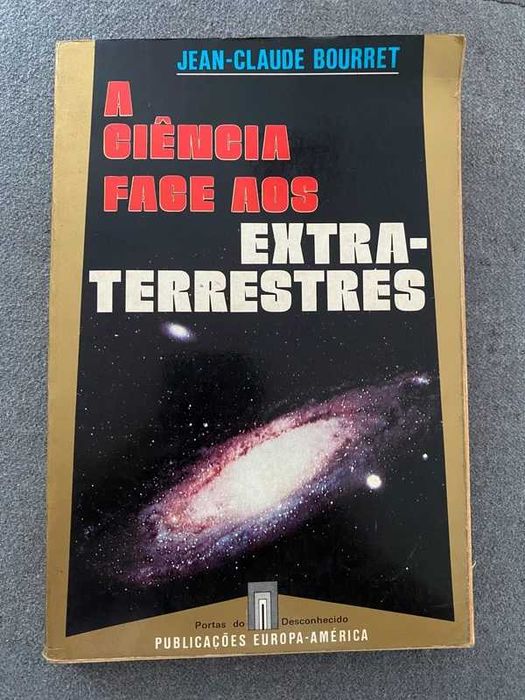 JEAN-CLAUDE BOURRET
A
CIÊNCIA
FACE AOS
EXTRA-
TERRESTRES
Portas do Desconhecido
PUBLICAÇÕES EUROPA-AMÉRICA